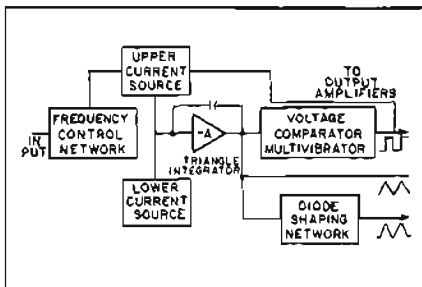 UPPER
CURRENT
SOURCE
TO
OUTPUT
AMPLIFIERS
IN
PUT
FREQUENCY
CONTROL
NETWORK
-A
TRIANGLE
INTEGRATOR
VOLTAGE
COMPARATOR
MULTIVIBRATOR
LOWER
CURRENT
SOURCE
DIODE
SHAPING
NETWORK